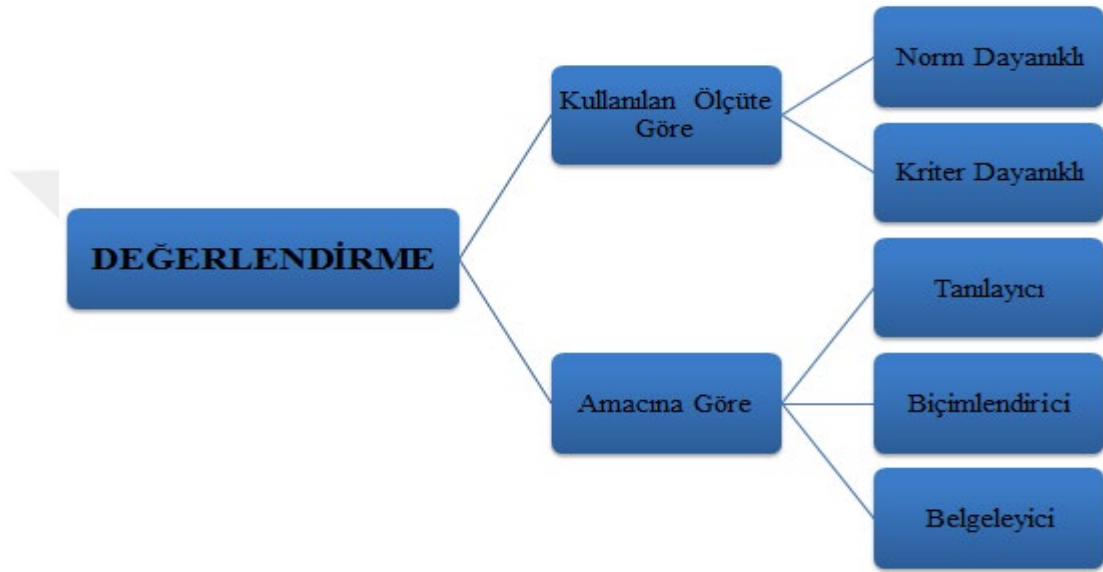 DEĞERLENDİRME
Kullanılan Ölçüte
Göre
Norm Dayanıklı
Kriter Dayanıklı
Amacına Göre
Tanılayıcı
Biçimlendirici
Belgeleyici